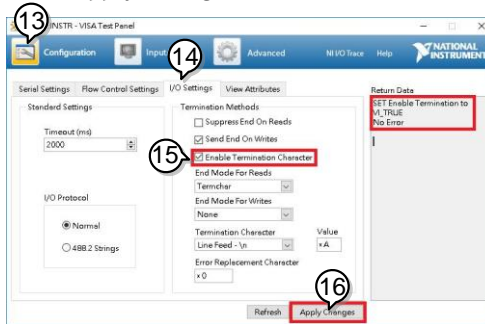 13
INSTR - VISA Test Panel
Configuration
Input
Advanced
NI I/O Trace
Help
NATIONAL
INSTRUMENT
14
Serial Settings
Flow Control Settings
I/O Settings
View Attributes
Return Data
Standard Settings
Timeout (ms)
2000
I/O Protocol
Normal
488.2 Strings
Termination Methods
Suppress End On Reads
Send End On Writes
15
Enable Termination Character
End Mode For Reads
Termchar
End Mode For Writes
None
Termination Character
Value
Line Feed - \n
xA
Error Replacement Character
x0
SET Enable Termination to
VI_TRUE
No Error
16
Refresh
Apply Changes